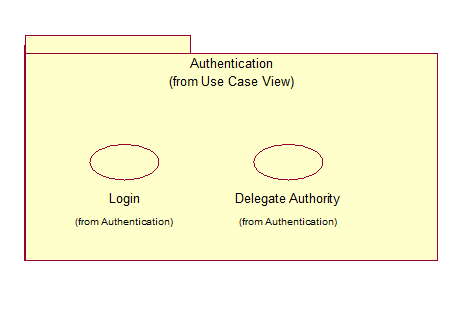 Authentication
(from Use Case View)
Login
Delegate Authority
(from Authentication)
(from Authentication)